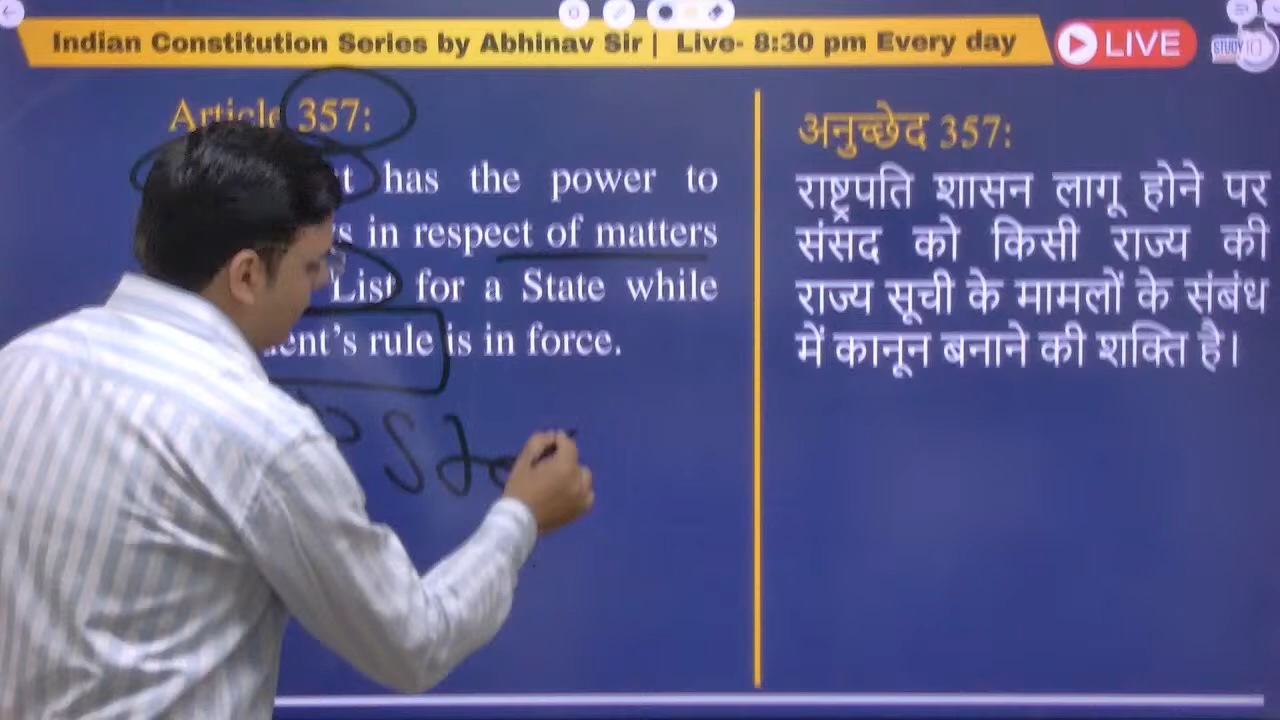 Indian Constitution Series by Abhinav Sir | Live- 8:30 pm Every day
LIVE
STUDY IQ
Article 357:
has the power to
in respect of matters
List for a State while
rule is in force.
अनुच्छेद 357:
राष्ट्रपति शासन लागू होने पर
संसद को किसी राज्य की
राज्य सूची के मामलों के संबंध
में कानून बनाने की शक्ति है।